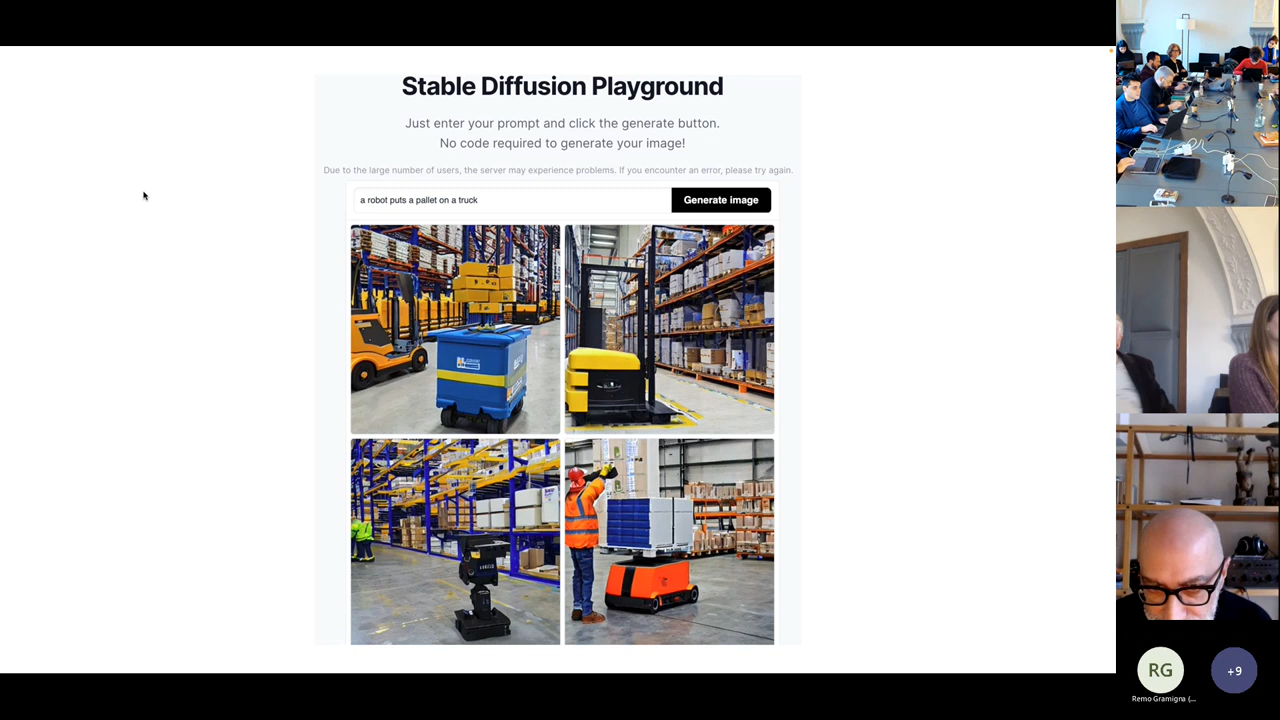 Stable Diffusion Playground
Just enter your prompt and click the generate button.
No code required to generate your image!
Due to the large number of users, the server may experience problems. If you encounter an error, please try again.
a robot puts a pallet on a truck
Generate image
RG
+9
Remo Gramigna (...